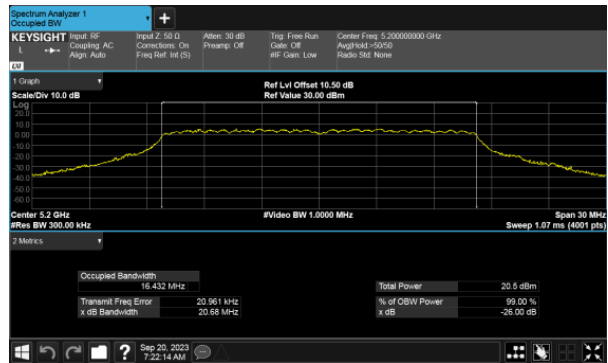 Spectrum Analyzer 1
Occupied BW
KEYSIGHT Input: RF Input Z: 50 Ω Atten: 30 dB Trig: Free Run Center Freq: 5.200000000 GHz
L Coupling: AC Corrections: On Preamp: Off Gate: Off Avg|Hold:>50/50
Align: Auto Freq Ref: Int (S) #IF Gain: Low Radio Std: None
LXI
1 Graph
Ref Lvl Offset 10.50 dB
Scale/Div 10.0 dB Ref Value 30.00 dBm
Log
20.0
10.0
0.00
-10.0
-20.0
-30.0
-40.0
-50.0
-60.0
Center 5.2 GHz #Video BW 1.0000 MHz Span 30 MHz
#Res BW 300.00 kHz Sweep 1.07 ms (4001 pts)
2 Metrics
Occupied Bandwidth
16.432 MHz Total Power 20.5 dBm
Transmit Freq Error 20.961 kHz % of OBW Power 99.00 %
x dB Bandwidth 20.68 MHz x dB -26.00 dB
? Sep 20, 2023
7:22:14 AM